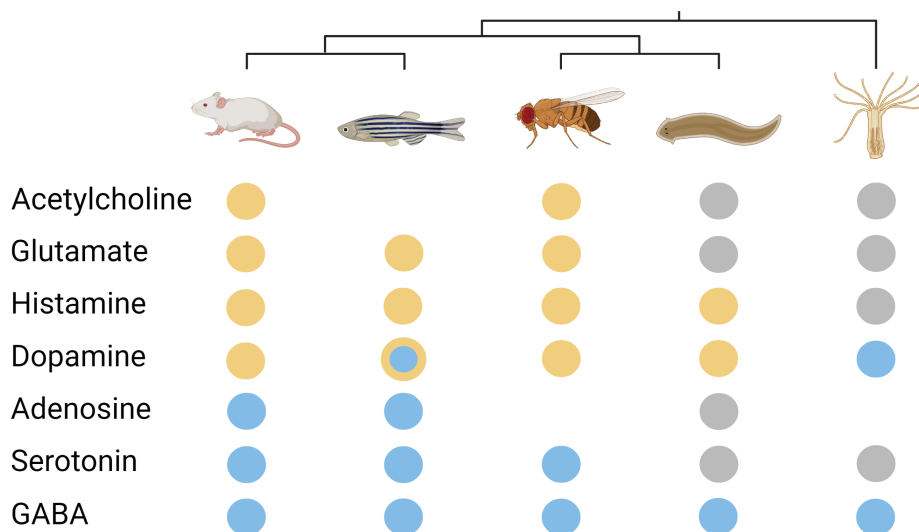 Acetylcholine
Glutamate
Histamine
Dopamine
Adenosine
Serotonin
GABA